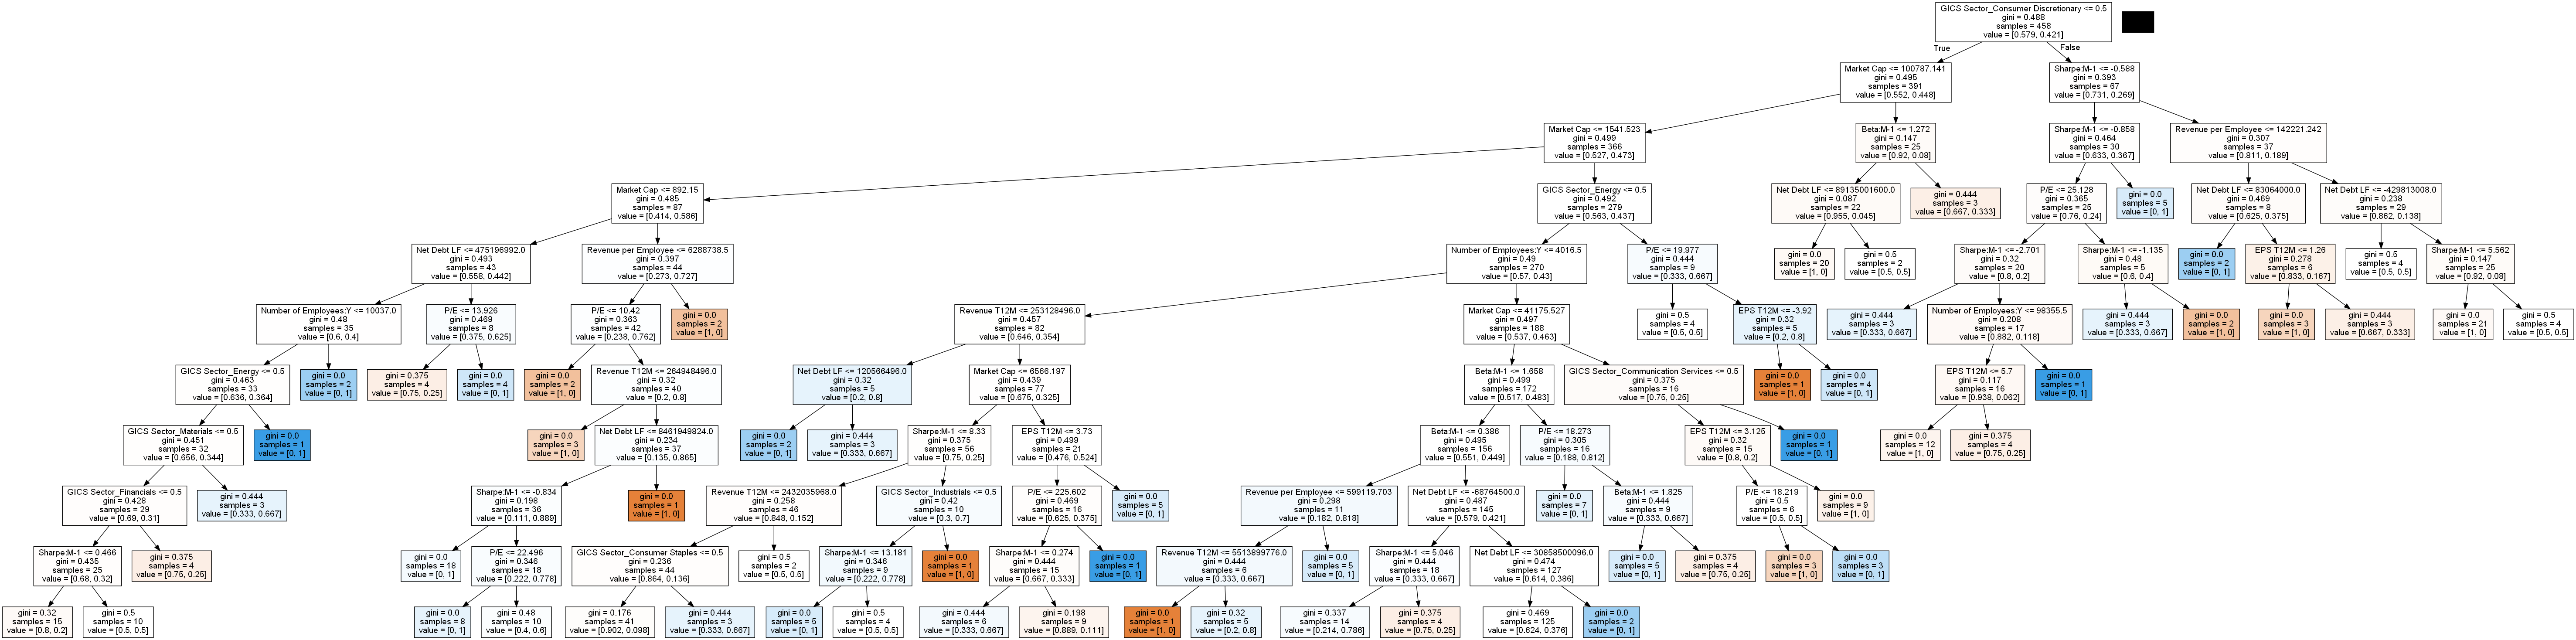 GICS Sector_Consumer Discretionary <= 0.5
gini = 0.488
samples = 458
value = [0.579, 0.421]
True
False
Market Cap <= 100787.141
gini = 0.495
samples = 391
value = [0.552, 0.448]
Sharpe:M-1 <= -0.588
gini = 0.393
samples = 67
value = [0.731, 0.269]
Market Cap <= 1541.523
gini = 0.499
samples = 366
value = [0.527, 0.473]
Beta:M-1 <= 1.272
gini = 0.147
samples = 25
value = [0.92, 0.08]
Sharpe:M-1 <= -0.858
gini = 0.464
samples = 30
value = [0.633, 0.367]
Revenue per Employee <= 142221.242
gini = 0.307
samples = 37
value = [0.811, 0.189]
Market Cap <= 892.15
gini = 0.485
samples = 87
value = [0.414, 0.586]
GICS Sector_Energy <= 0.5
gini = 0.492
samples = 279
value = [0.563, 0.437]
Net Debt LF <= 89135001600.0
gini = 0.087
samples = 22
value = [0.955, 0.045]
gini = 0.444
samples = 3
value = [0.667, 0.333]
P/E <= 25.128
gini = 0.365
samples = 25
value = [0.76, 0.24]
gini = 0.0
samples = 5
value = [0, 1]
Net Debt LF <= 83064000.0
gini = 0.469
samples = 8
value = [0.625, 0.375]
Net Debt LF <= -429813008.0
gini = 0.238
samples = 29
value = [0.862, 0.138]
Net Debt LF <= 475196992.0
gini = 0.493
samples = 43
value = [0.558, 0.442]
Revenue per Employee <= 6288738.5
gini = 0.397
samples = 44
value = [0.273, 0.727]
Number of Employees:Y <= 4016.5
gini = 0.49
samples = 270
value = [0.57, 0.43]
P/E <= 19.977
gini = 0.444
samples = 9
value = [0.333, 0.667]
gini = 0.0
samples = 20
value = [1, 0]
gini = 0.5
samples = 2
value = [0.5, 0.5]
Sharpe:M-1 <= -2.701
gini = 0.32
samples = 20
value = [0.8, 0.2]
Sharpe:M-1 <= -1.135
gini = 0.48
samples = 5
value = [0.6, 0.4]
gini = 0.0
samples = 2
value = [0, 1]
EPS T12M <= 1.26
gini = 0.278
samples = 6
value = [0.833, 0.167]
gini = 0.5
samples = 4
value = [0.5, 0.5]
Sharpe:M-1 <= 5.562
gini = 0.147
samples = 25
value = [0.92, 0.08]
Number of Employees:Y <= 10037.0
gini = 0.48
samples = 35
value = [0.6, 0.4]
P/E <= 13.926
gini = 0.469
samples = 8
value = [0.375, 0.625]
P/E <= 10.42
gini = 0.363
samples = 42
value = [0.238, 0.762]
gini = 0.0
samples = 2
value = [1, 0]
Revenue T12M <= 253128496.0
gini = 0.457
samples = 82
value = [0.646, 0.354]
Market Cap <= 41175.527
gini = 0.497
samples = 188
value = [0.537, 0.463]
gini = 0.5
samples = 4
value = [0.5, 0.5]
EPS T12M <= -3.92
gini = 0.32
samples = 5
value = [0.2, 0.8]
gini = 0.444
samples = 3
value = [0.333, 0.667]
Number of Employees:Y <= 98355.5
gini = 0.208
samples = 17
value = [0.882, 0.118]
gini = 0.444
samples = 3
value = [0.333, 0.667]
gini = 0.0
samples = 2
value = [1, 0]
gini = 0.0
samples = 3
value = [1, 0]
gini = 0.444
samples = 3
value = [0.667, 0.333]
gini = 0.0
samples = 21
value = [1, 0]
gini = 0.5
samples = 4
value = [0.5, 0.5]
GICS Sector_Energy <= 0.5
gini = 0.463
samples = 33
value = [0.636, 0.364]
gini = 0.0
samples = 2
value = [0, 1]
gini = 0.375
samples = 4
value = [0.75, 0.25]
gini = 0.0
samples = 4
value = [0, 1]
gini = 0.0
samples = 2
value = [1, 0]
Revenue T12M <= 264948496.0
gini = 0.32
samples = 40
value = [0.2, 0.8]
Net Debt LF <= 120566496.0
gini = 0.32
samples = 5
value = [0.2, 0.8]
Market Cap <= 6566.197
gini = 0.439
samples = 77
value = [0.675, 0.325]
Beta:M-1 <= 1.658
gini = 0.499
samples = 172
value = [0.517, 0.483]
GICS Sector_Communication Services <= 0.5
gini = 0.375
samples = 16
value = [0.75, 0.25]
gini = 0.0
samples = 1
value = [1, 0]
gini = 0.0
samples = 4
value = [0, 1]
EPS T12M <= 5.7
gini = 0.117
samples = 16
value = [0.938, 0.062]
gini = 0.0
samples = 1
value = [0, 1]
GICS Sector_Materials <= 0.5
gini = 0.451
samples = 32
value = [0.656, 0.344]
gini = 0.0
samples = 1
value = [0, 1]
gini = 0.0
samples = 3
value = [1, 0]
Net Debt LF <= 8461949824.0
gini = 0.234
samples = 37
value = [0.135, 0.865]
gini = 0.0
samples = 2
value = [0, 1]
gini = 0.444
samples = 3
value = [0.333, 0.667]
Sharpe:M-1 <= 8.33
gini = 0.375
samples = 56
value = [0.75, 0.25]
EPS T12M <= 3.73
gini = 0.499
samples = 21
value = [0.476, 0.524]
Beta:M-1 <= 0.386
gini = 0.495
samples = 156
value = [0.551, 0.449]
P/E <= 18.273
gini = 0.305
samples = 16
value = [0.188, 0.812]
EPS T12M <= 3.125
gini = 0.32
samples = 15
value = [0.8, 0.2]
gini = 0.0
samples = 1
value = [0, 1]
gini = 0.0
samples = 12
value = [1, 0]
gini = 0.375
samples = 4
value = [0.75, 0.25]
GICS Sector_Financials <= 0.5
gini = 0.428
samples = 29
value = [0.69, 0.31]
gini = 0.444
samples = 3
value = [0.333, 0.667]
Sharpe:M-1 <= -0.834
gini = 0.198
samples = 36
value = [0.111, 0.889]
gini = 0.0
samples = 1
value = [1, 0]
Revenue T12M <= 2432035968.0
gini = 0.258
samples = 46
value = [0.848, 0.152]
GICS Sector_Industrials <= 0.5
gini = 0.42
samples = 10
value = [0.3, 0.7]
P/E <= 225.602
gini = 0.469
samples = 16
value = [0.625, 0.375]
gini = 0.0
samples = 5
value = [0, 1]
Revenue per Employee <= 599119.703
gini = 0.298
samples = 11
value = [0.182, 0.818]
Net Debt LF <= -68764500.0
gini = 0.487
samples = 145
value = [0.579, 0.421]
gini = 0.0
samples = 7
value = [0, 1]
Beta:M-1 <= 1.825
gini = 0.444
samples = 9
value = [0.333, 0.667]
P/E <= 18.219
gini = 0.5
samples = 6
value = [0.5, 0.5]
gini = 0.0
samples = 9
value = [1, 0]
Sharpe:M-1 <= 0.466
gini = 0.435
samples = 25
value = [0.68, 0.32]
gini = 0.375
samples = 4
value = [0.75, 0.25]
gini = 0.0
samples = 18
value = [0, 1]
P/E <= 22.496
gini = 0.346
samples = 18
value = [0.222, 0.778]
GICS Sector_Consumer Staples <= 0.5
gini = 0.236
samples = 44
value = [0.864, 0.136]
gini = 0.5
samples = 2
value = [0.5, 0.5]
Sharpe:M-1 <= 13.181
gini = 0.346
samples = 9
value = [0.222, 0.778]
gini = 0.0
samples = 1
value = [1, 0]
Sharpe:M-1 <= 0.274
gini = 0.444
samples = 15
value = [0.667, 0.333]
gini = 0.0
samples = 1
value = [0, 1]
Revenue T12M <= 5513899776.0
gini = 0.444
samples = 6
value = [0.333, 0.667]
gini = 0.0
samples = 5
value = [0, 1]
Sharpe:M-1 <= 5.046
gini = 0.444
samples = 18
value = [0.333, 0.667]
Net Debt LF <= 30858500096.0
gini = 0.474
samples = 127
value = [0.614, 0.386]
gini = 0.0
samples = 5
value = [0, 1]
gini = 0.375
samples = 4
value = [0.75, 0.25]
gini = 0.0
samples = 3
value = [1, 0]
gini = 0.0
samples = 3
value = [0, 1]
gini = 0.32
samples = 15
value = [0.8, 0.2]
gini = 0.5
samples = 10
value = [0.5, 0.5]
gini = 0.0
samples = 8
value = [0, 1]
gini = 0.48
samples = 10
value = [0.4, 0.6]
gini = 0.176
samples = 41
value = [0.902, 0.098]
gini = 0.444
samples = 3
value = [0.333, 0.667]
gini = 0.0
samples = 5
value = [0, 1]
gini = 0.5
samples = 4
value = [0.5, 0.5]
gini = 0.444
samples = 6
value = [0.333, 0.667]
gini = 0.198
samples = 9
value = [0.889, 0.111]
gini = 0.0
samples = 1
value = [1, 0]
gini = 0.32
samples = 5
value = [0.2, 0.8]
gini = 0.337
samples = 14
value = [0.214, 0.786]
gini = 0.375
samples = 4
value = [0.75, 0.25]
gini = 0.469
samples = 125
value = [0.624, 0.376]
gini = 0.0
samples = 2
value = [0, 1]